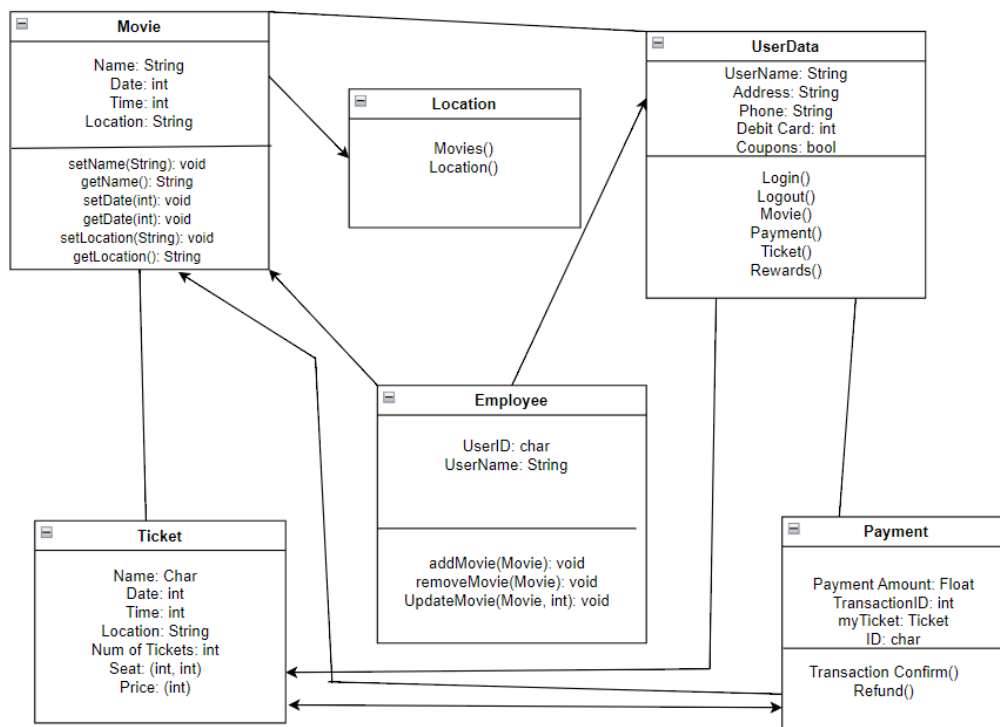 Movie
Name: String
Date: int
Time: int
Location: String
setName(String): void
getName(): String
setDate(int): void
getDate(int): void
setLocation(String): void
getLocation(): String
Location
Movies()
Location()
UserData
UserName: String
Address: String
Phone: String
Debit Card: int
Coupons: bool
Login()
Logout()
Movie()
Payment()
Ticket()
Rewards()
Employee
UserID: char
UserName: String
addMovie(Movie): void
removeMovie(Movie): void
UpdateMovie(Movie, int): void
Ticket
Name: Char
Date: int
Time: int
Location: String
Num of Tickets: int
Seat: (int, int)
Price: (int)
Payment
Payment Amount: Float
TransactionID: int
myTicket: Ticket
ID: char
Transaction Confirm()
Refund()